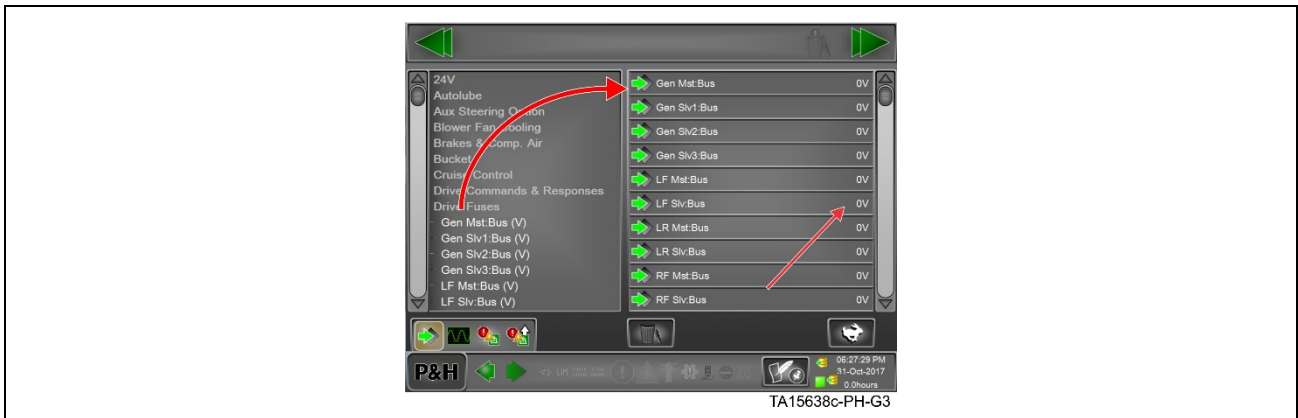 24V
Autolube
Aux Steering Option
Blower Fan Cooling
Brakes & Comp. Air
Bucket
Cruise Control
Drive Commands & Responses
Drive Fuses
Gen Mst:Bus (V)
Gen Slv1:Bus (V)
Gen Slv2:Bus (V)
Gen Slv3:Bus (V)
LF Mst:Bus (V)
LF Slv:Bus (V)
Gen Mst:Bus 0V
Gen Slv1:Bus 0V
Gen Slv2:Bus 0V
Gen Slv3:Bus 0V
LF Mst:Bus 0V
LF Slv:Bus 0V
LR Mst:Bus 0V
LR Slv:Bus 0V
RF Mst:Bus 0V
RF Slv:Bus 0V
P&H
LIM
06:27:29 PM
31-Oct-2017
0.0hours
TA15638c-PH-G3